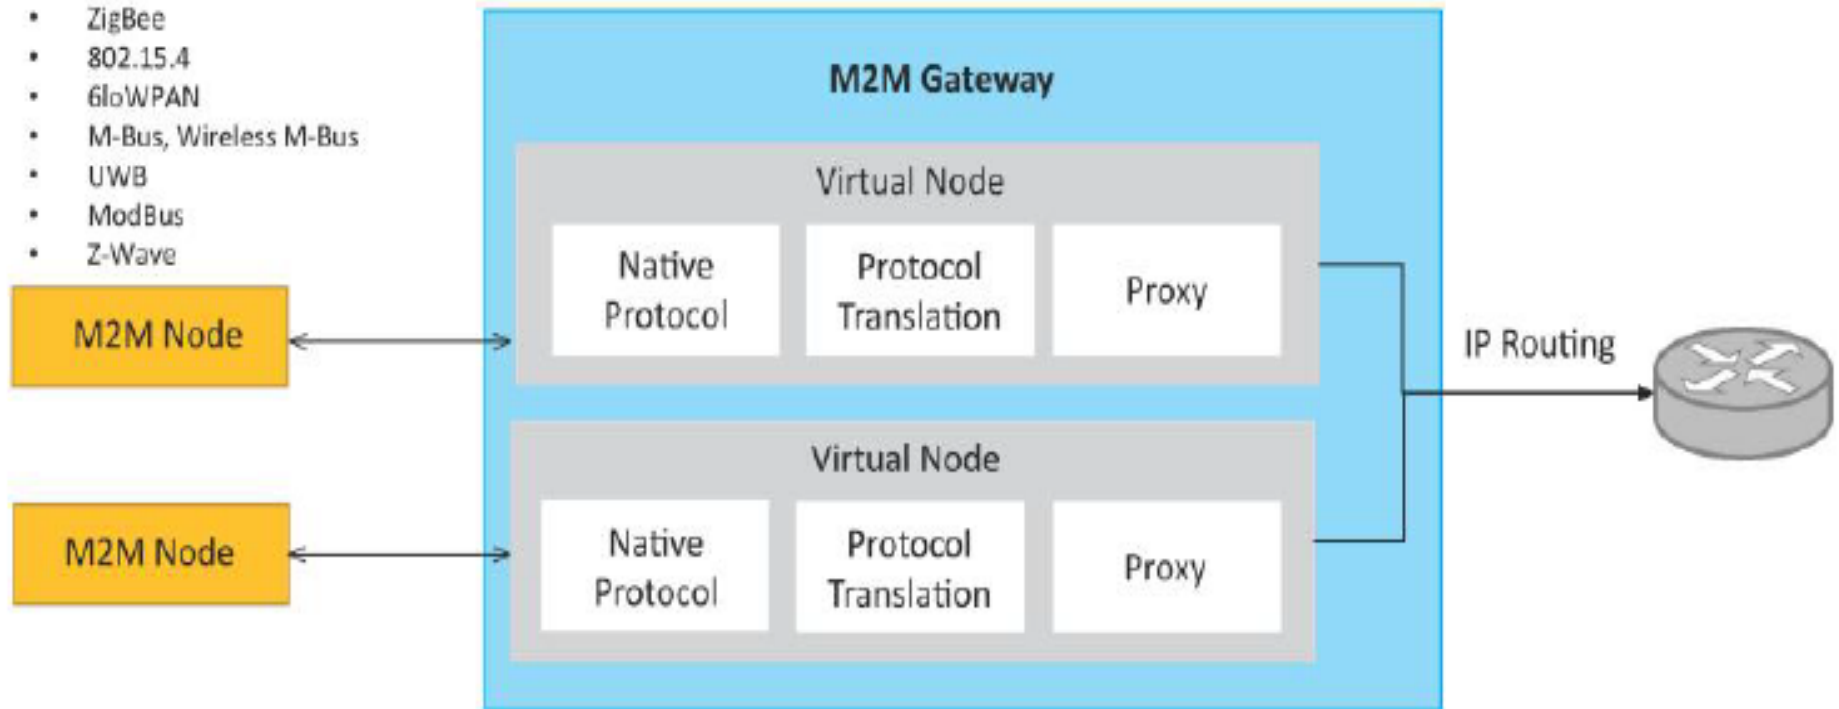 • ZigBee
• 802.15.4
• 6loWPAN
• M-Bus, Wireless M-Bus
• UWB
• ModBus
• Z-Wave
M2M Node
M2M Node
M2M Gateway
Virtual Node
Native
Protocol
Protocol
Translation
Proxy
Virtual Node
Native
Protocol
Protocol
Translation
Proxy
IP Routing